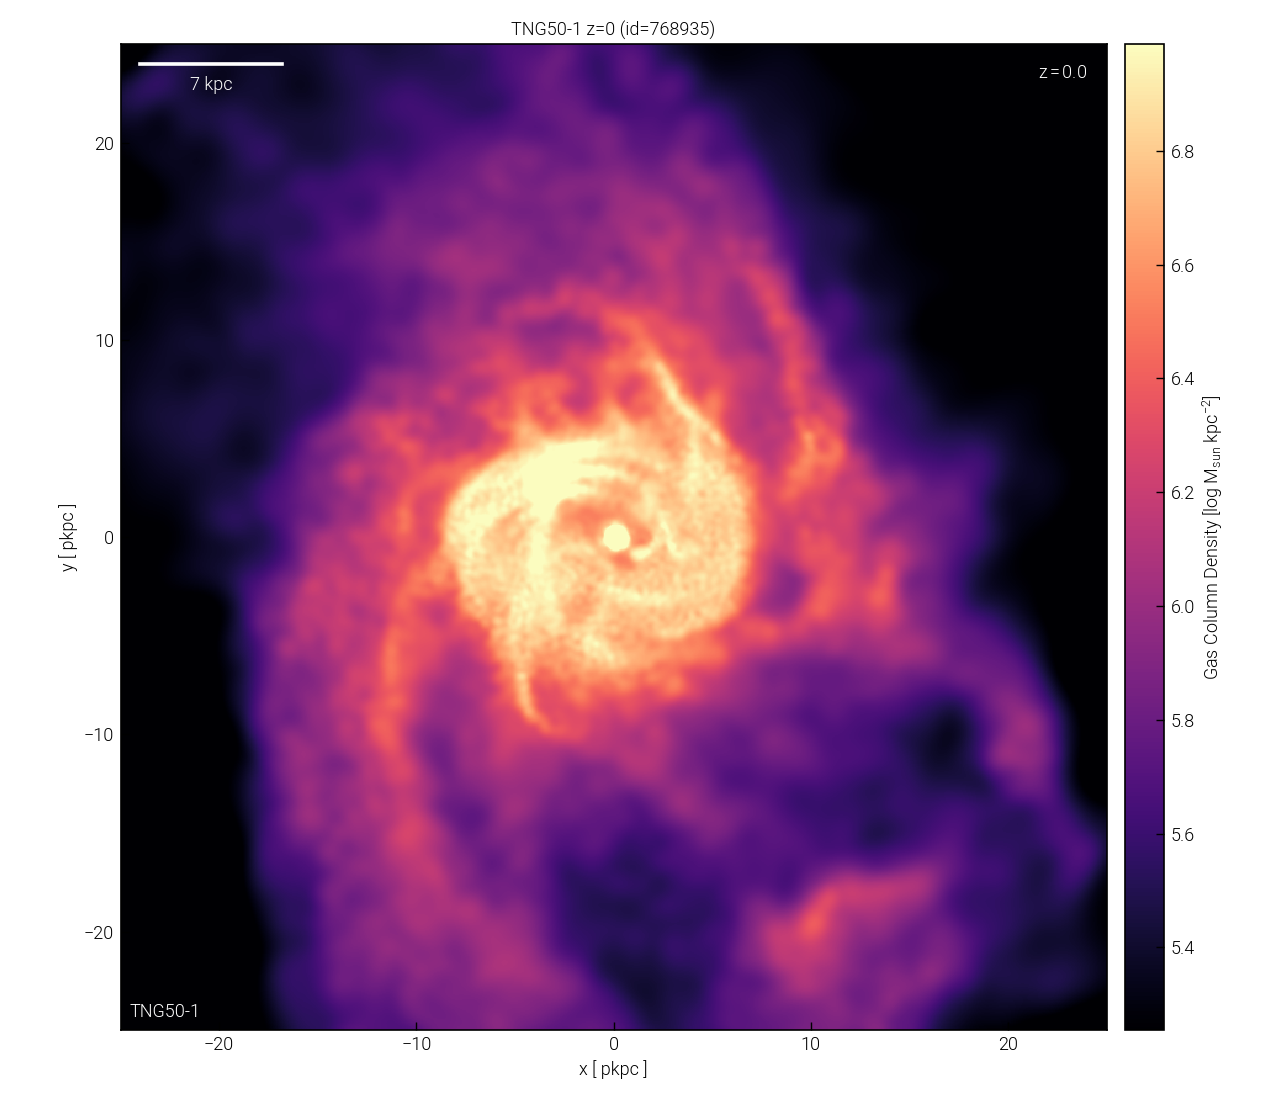 TNG50-1 z=0 (id=768935)
7 kpc
z=0.0
TNG50-1
20
10
0
−10
−20
y [ pkpc ]
−20
−10
0
10
20
x [ pkpc ]
6.8
6.6
6.4
6.2
6.0
5.8
5.6
5.4
Gas Column Density [log M_sun kpc^−2]